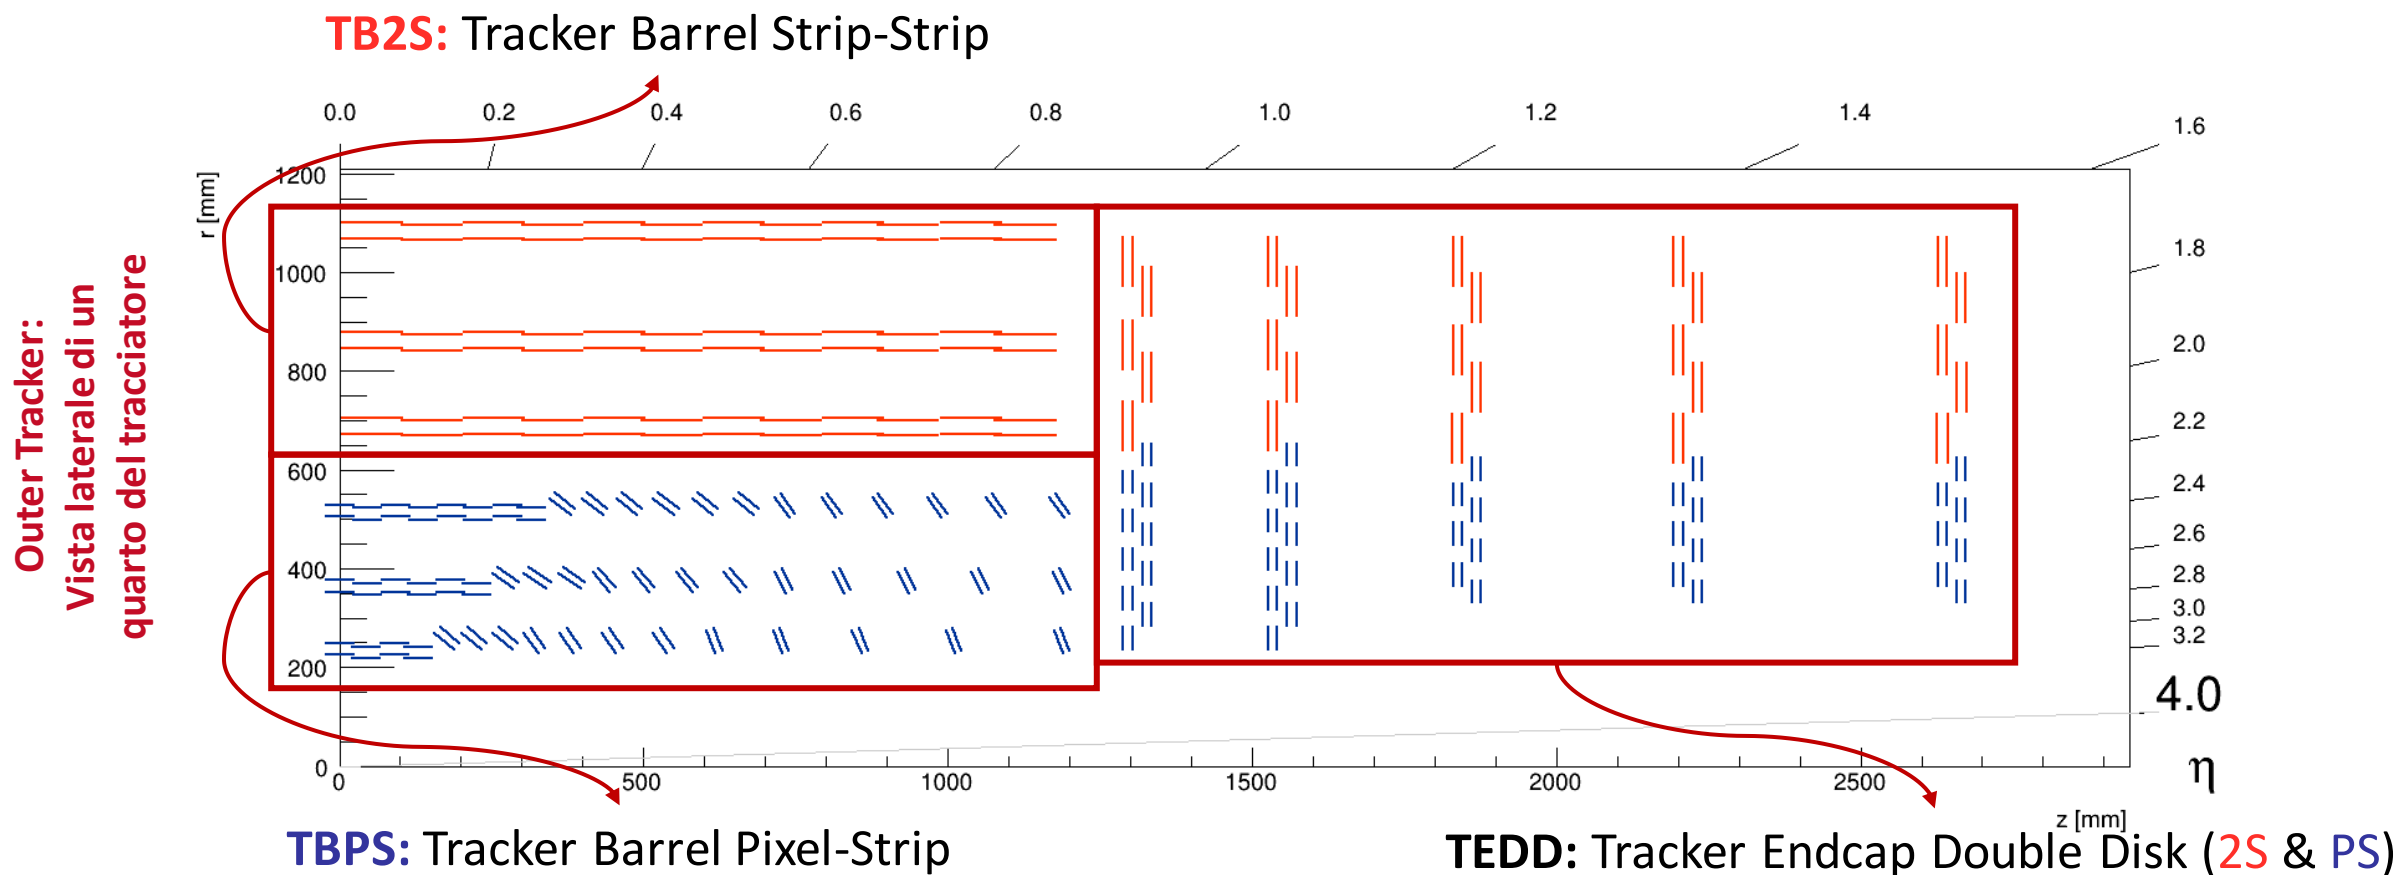 TB2S: Tracker Barrel Strip-Strip
0.0 0.2 0.4 0.6 0.8 1.0 1.2 1.4 1.6
1.8
2.0
2.2
2.4
2.6
2.8
3.0
3.2
4.0
η
r [mm]
1200
1000
800
600
400
200
0
0 500 1000 1500 2000 2500
z [mm]
Outer Tracker:
Vista laterale di un
quarto del tracciatore
TBPS: Tracker Barrel Pixel-Strip
TEDD: Tracker Endcap Double Disk (2S & PS)